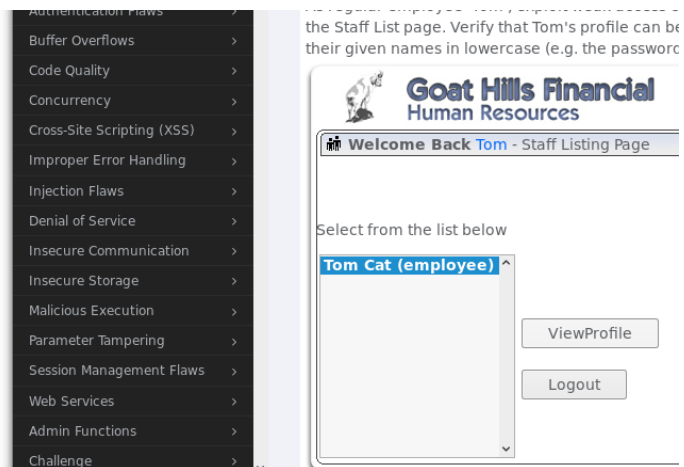 Authentication Flaws
Buffer Overflows
Code Quality
Concurrency
Cross-Site Scripting (XSS)
Improper Error Handling
Injection Flaws
Denial of Service
Insecure Communication
Insecure Storage
Malicious Execution
Parameter Tampering
Session Management Flaws
Web Services
Admin Functions
Challenge
the Staff List page. Verify that Tom's profile can be
their given names in lowercase (e.g. the password
Goat Hills Financial
Human Resources
Welcome Back Tom - Staff Listing Page
Select from the list below
Tom Cat (employee)
ViewProfile
Logout